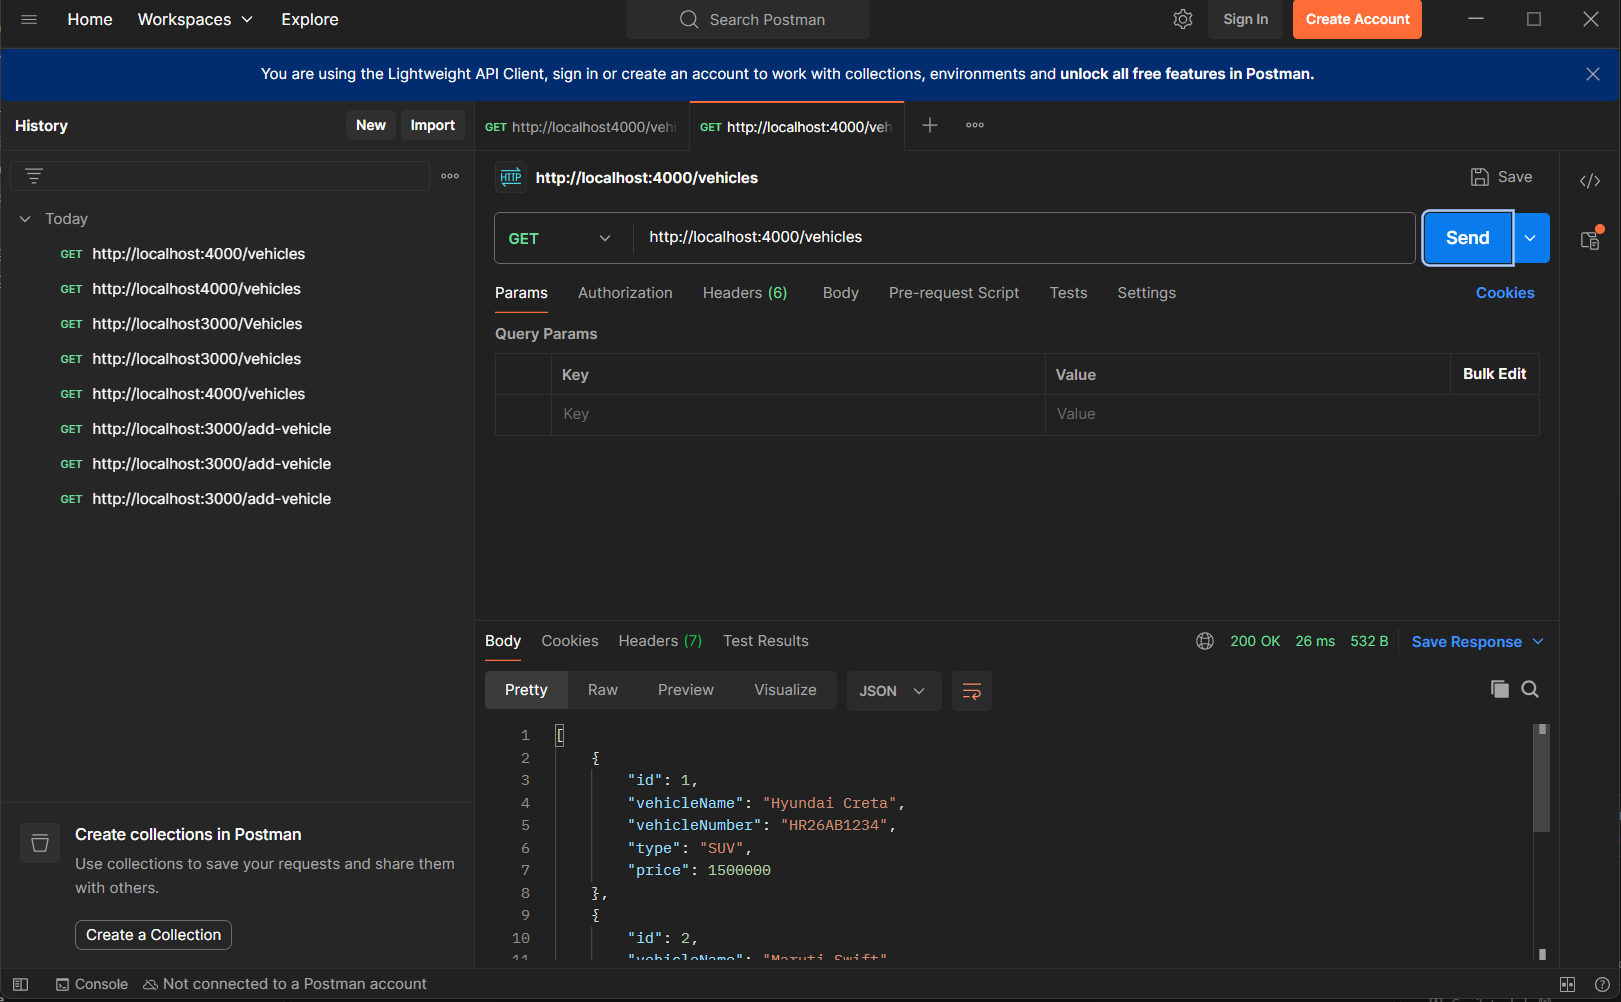 Home Workspaces Explore Search Postman Sign In Create Account
You are using the Lightweight API Client, sign in or create an account to work with collections, environments and unlock all free features in Postman.
History New Import
GET http://localhost4000/vehi
GET http://localhost:4000/veh
Today
GET http://localhost:4000/vehicles
GET http://localhost4000/vehicles
GET http://localhost3000/Vehicles
GET http://localhost3000/vehicles
GET http://localhost:4000/vehicles
GET http://localhost:3000/add-vehicle
GET http://localhost:3000/add-vehicle
GET http://localhost:3000/add-vehicle
Create collections in Postman
Use collections to save your requests and share them
with others.
Create a Collection
HTTP http://localhost:4000/vehicles Save
GET http://localhost:4000/vehicles Send
Params Authorization Headers (6) Body Pre-request Script Tests Settings Cookies
Query Params
Key Value Bulk Edit
Key Value
Body Cookies Headers (7) Test Results 200 OK 26 ms 532 B Save Response
Pretty Raw Preview Visualize JSON
1 [
2 {
3 "id": 1,
4 "vehicleName": "Hyundai Creta",
5 "vehicleNumber": "HR26AB1234",
6 "type": "SUV",
7 "price": 1500000
8 },
9 {
10 "id": 2,
11 "vehicleName": "Maruti Swift"
Console Not connected to a Postman account